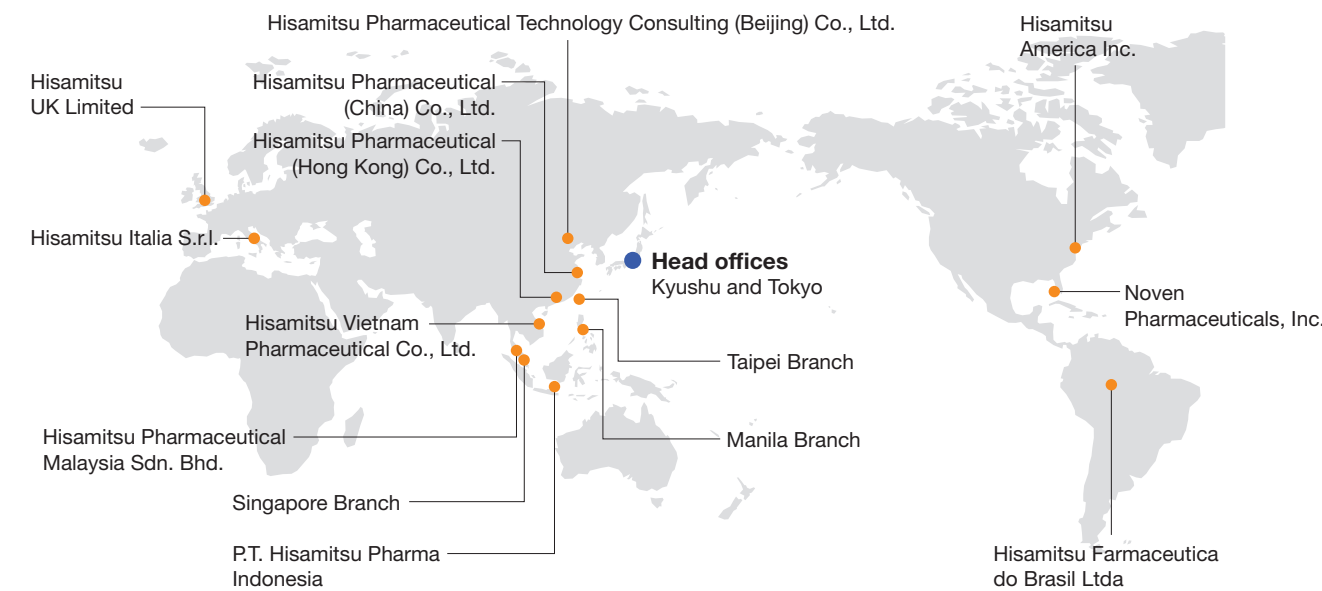 Hisamitsu Pharmaceutical Technology Consulting (Beijing) Co., Ltd.
Hisamitsu
America Inc.
Hisamitsu
UK Limited
Hisamitsu Pharmaceutical
(China) Co., Ltd.
Hisamitsu Pharmaceutical
(Hong Kong) Co., Ltd.
Hisamitsu Italia S.r.l.
Head offices
Kyushu and Tokyo
Noven
Pharmaceuticals, Inc.
Hisamitsu Vietnam
Pharmaceutical Co., Ltd.
Taipei Branch
Hisamitsu Pharmaceutical
Malaysia Sdn. Bhd.
Manila Branch
Singapore Branch
P.T. Hisamitsu Pharma
Indonesia
Hisamitsu Farmaceutica
do Brasil Ltda